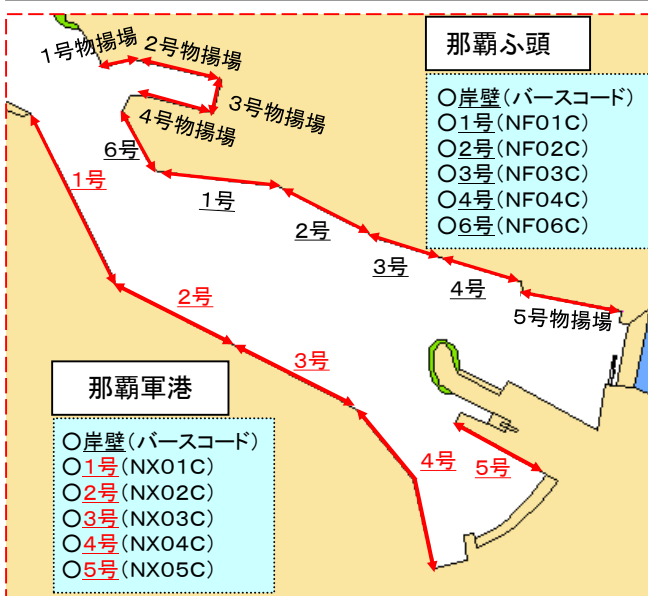 那覇ふ頭
○岸壁(バースコード)
○1号(NF01C)
○2号(NF02C)
○3号(NF03C)
○4号(NF04C)
○6号(NF06C)
1号物揚場
2号物揚場
3号物揚場
4号物揚場
6号
1号
2号
3号
4号
5号物揚場
1号
2号
3号
4号
5号
那覇軍港
○岸壁(バースコード)
○1号(NX01C)
○2号(NX02C)
○3号(NX03C)
○4号(NX04C)
○5号(NX05C)